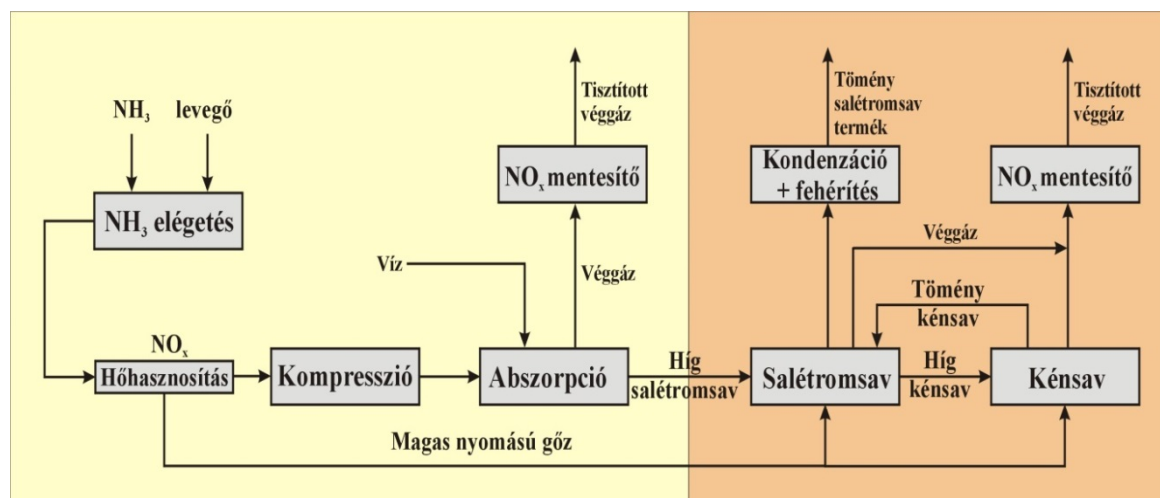 NH₃
levegő
NH₃ elégetés
NOₓ
Hőhasznosítás
Kompresszió
Víz
Abszorpció
Véggáz
NOₓ mentesítő
Tisztított
véggáz
Magas nyomású gőz
Híg
salétromsav
Salétromsav
Kondenzáció
+ fehérítés
Tömény
salétromsav
termék
Véggáz
Tömény
kénsav
Híg
kénsav
Kénsav
NOₓ mentesítő
Tisztított
véggáz